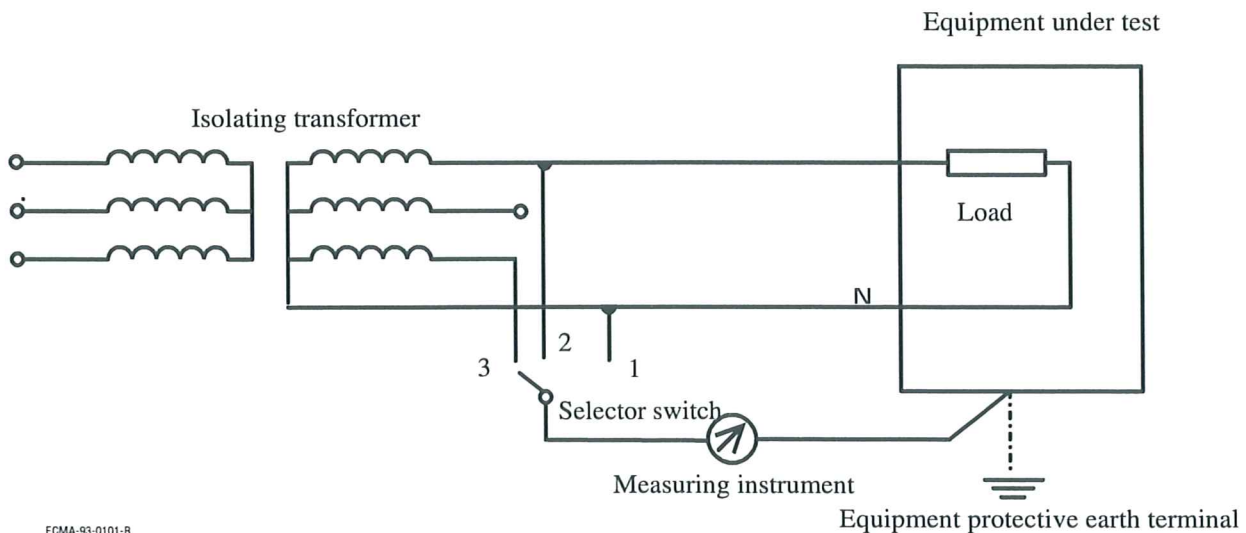 Equipment under test
Isolating transformer
Load
N
2
3
1
Selector switch
Measuring instrument
Equipment protective earth terminal
ECMA-93-0101-B